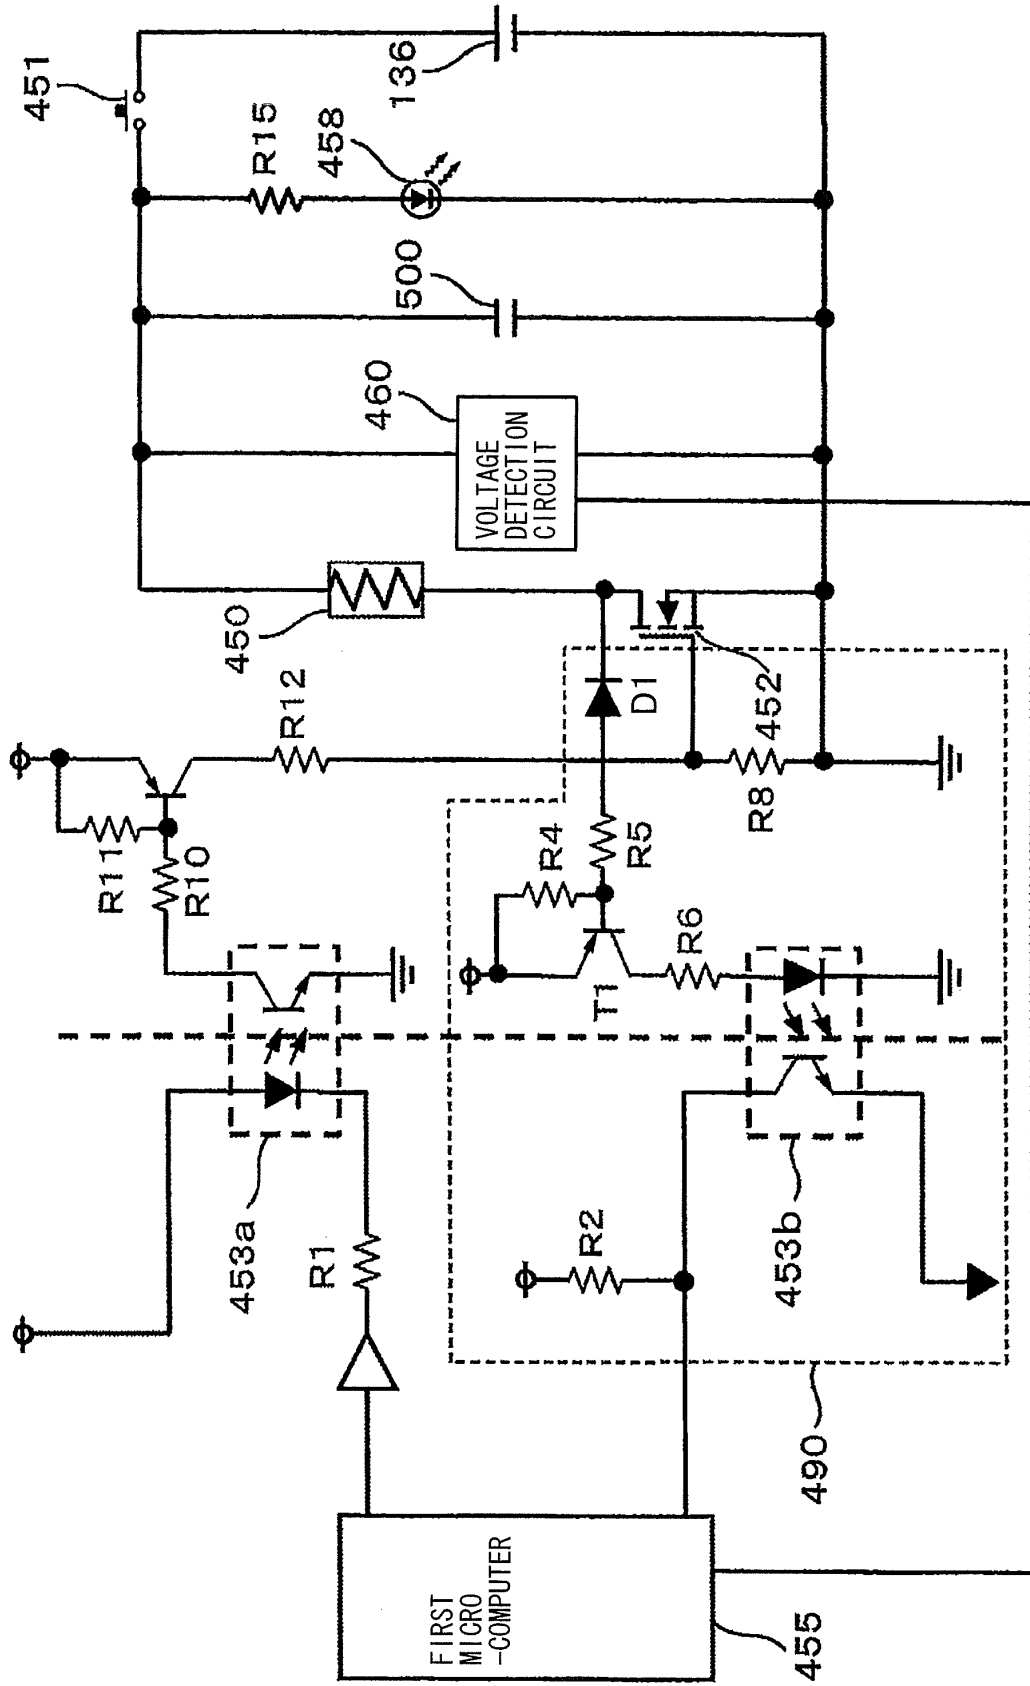 451
136
R15
458
500
460
VOLTAGE
DETECTION
CIRCUIT
450
R12
D1
452
R11
R10
R4
R5
R8
R6
T1
453a
R1
R2
453b
490
FIRST
MICRO
-COMPUTER
455